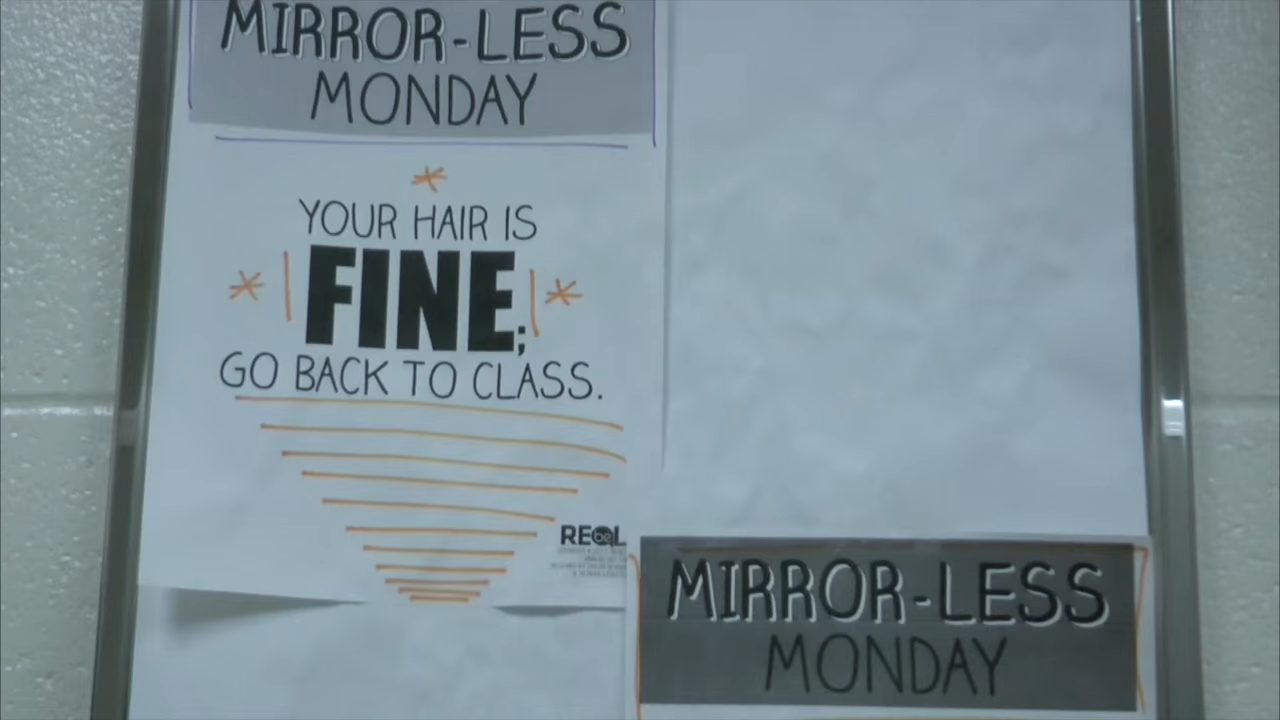 MIRROR-LESS
MONDAY
YOUR HAIR IS
FINE;
GO BACK TO CLASS.
REAL
MIRROR-LESS
MONDAY